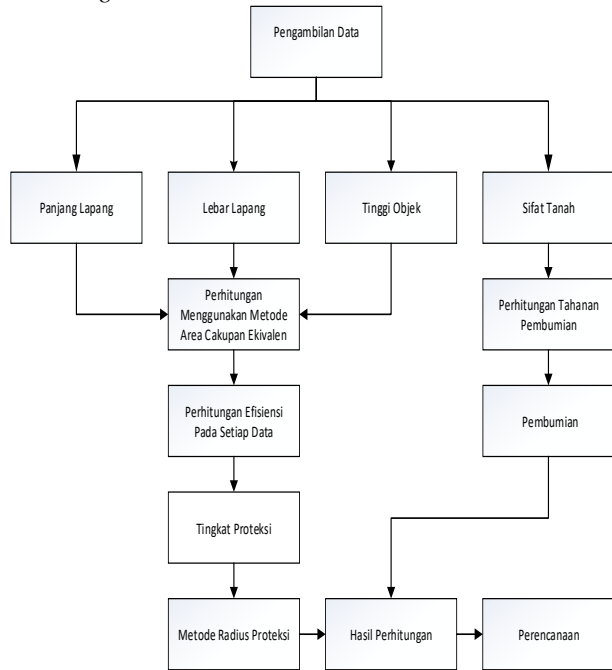 Pengambilan Data
Panjang Lapang
Lebar Lapang
Tinggi Objek
Sifat Tanah
Perhitungan
Menggunakan Metode
Area Cakupan Ekivalen
Perhitungan Tahanan
Pembumian
Perhitungan Efisiensi
Pada Setiap Data
Pembumian
Tingkat Proteksi
Metode Radius Proteksi
Hasil Perhitungan
Perencanaan